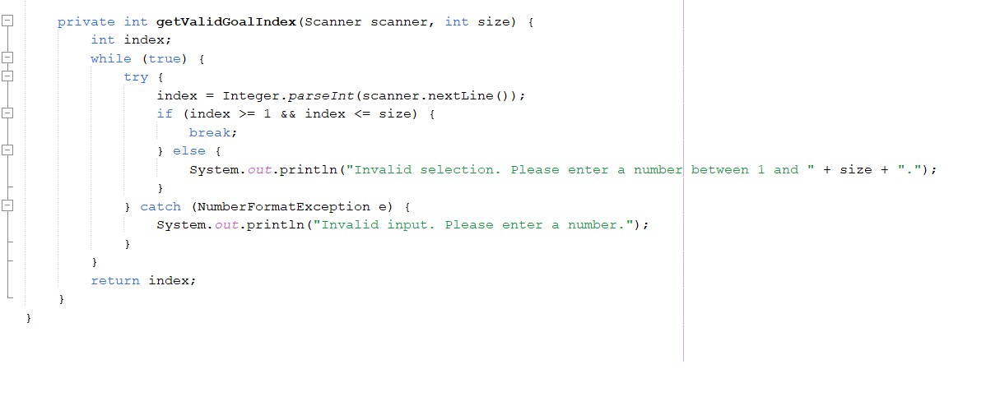 private int getValidGoalIndex(Scanner scanner, int size) {
int index;
while (true) {
try {
index = Integer.parseInt(scanner.nextLine());
if (index >= 1 && index <= size) {
break;
} else {
System.out.println("Invalid selection. Please enter a number between 1 and " + size + ".");
}
} catch (NumberFormatException e) {
System.out.println("Invalid input. Please enter a number.");
}
}
return index;
}
}